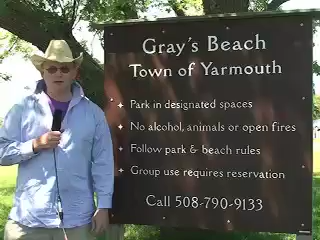 Gray's Beach
Town of Yarmouth
Park in designated spaces
No alcohol, animals or open fires
Follow park & beach rules
Group use requires reservation
Call 508-790-9133